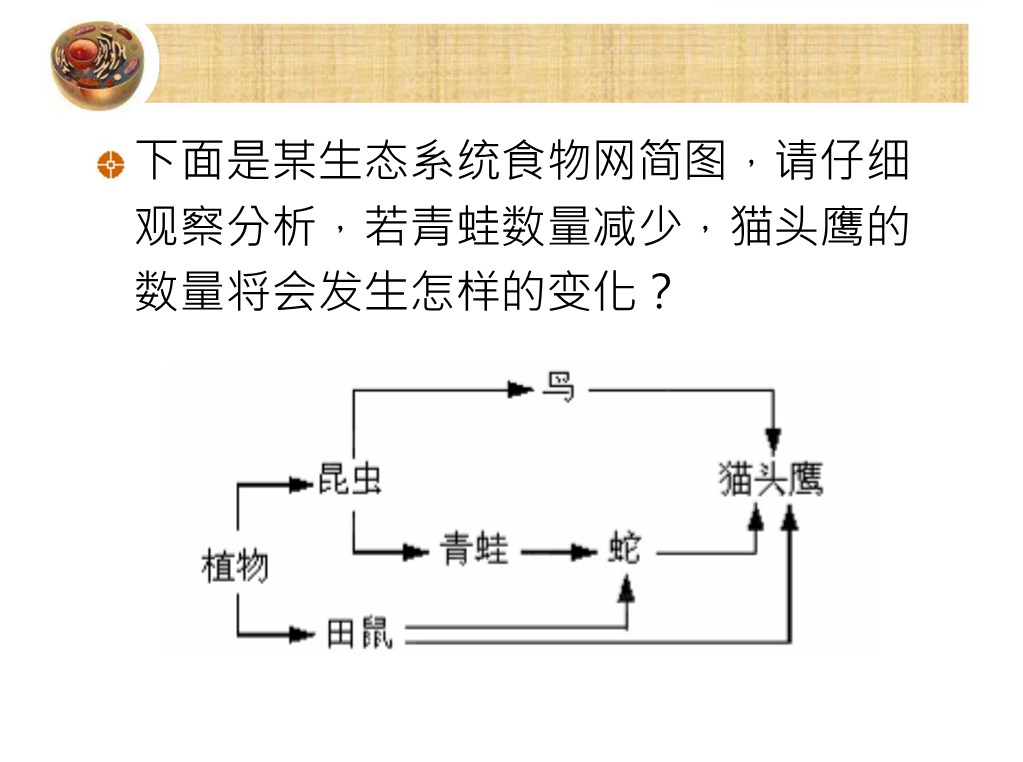 下面是某生态系统食物网简图，请仔细
观察分析，若青蛙数量减少，猫头鹰的
数量将会发生怎样的变化？
鸟
昆虫
猫头鹰
青蛙
蛇
植物
田鼠